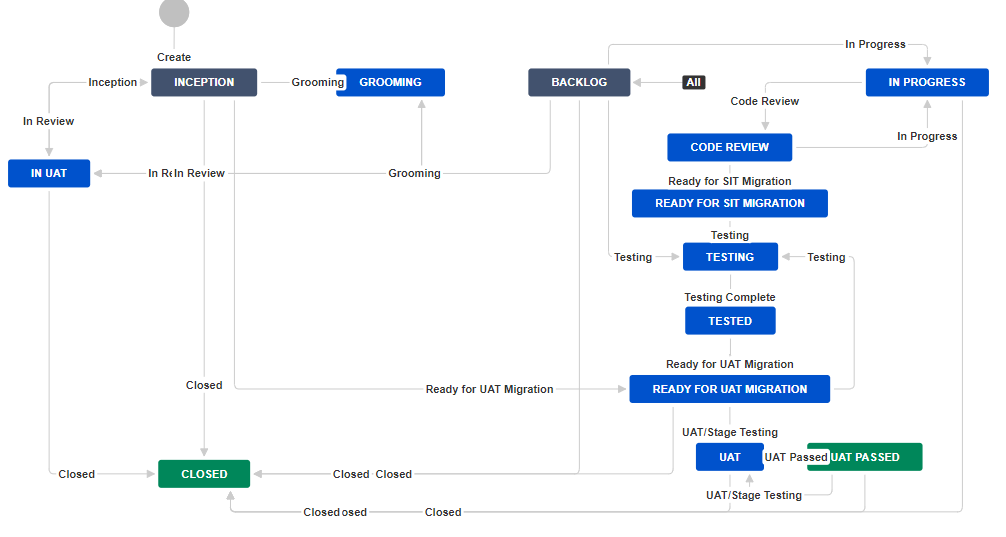 Create
In Progress
Inception
INCEPTION
Grooming
GROOMING
BACKLOG
All
IN PROGRESS
Code Review
In Review
In Progress
CODE REVIEW
IN UAT
In Re
In Review
Grooming
Ready for SIT Migration
READY FOR SIT MIGRATION
Testing
Testing
TESTING
Testing
Testing Complete
TESTED
Ready for UAT Migration
Closed
Ready for UAT Migration
READY FOR UAT MIGRATION
UAT/Stage Testing
UAT
UAT Passed
UAT PASSED
Closed
CLOSED
Closed
Closed
UAT/Stage Testing
Closed
osed
Closed